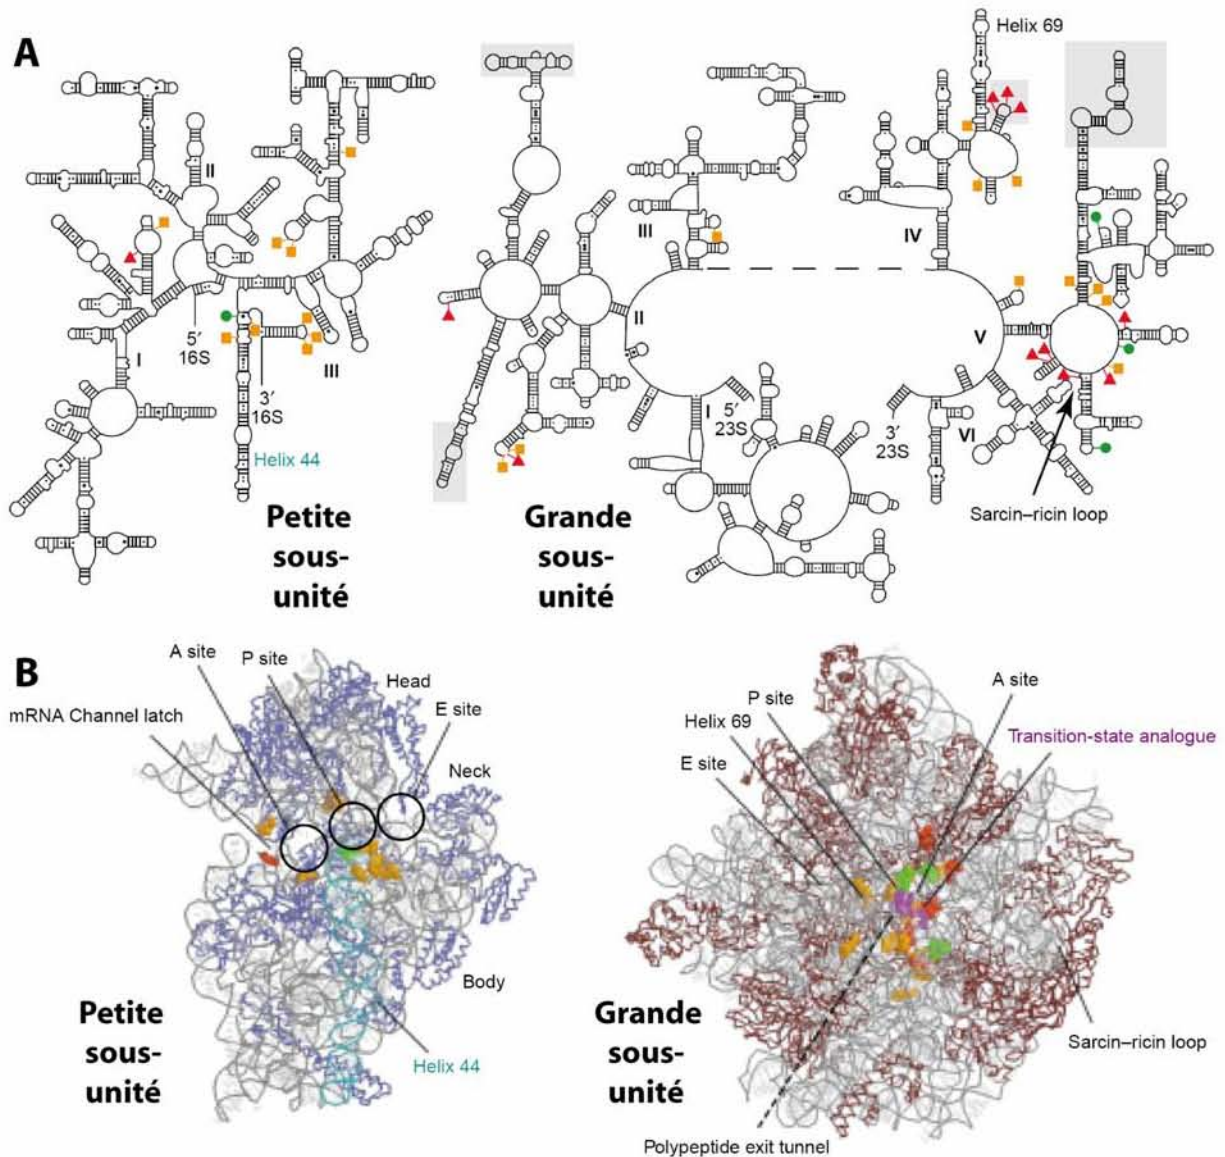 A
Helix 69
II
III
IV
5′
16S
II
V
I
III
3′
16S
I
5′
23S
3′
23S
VI
Helix 44
Sarcin–ricin loop
Petite
sous-
unité
Grande
sous-
unité
B
A site
P site
mRNA Channel latch
Head
E site
Neck
Body
Petite
sous-
unité
Helix 44
A site
P site
Helix 69
Transition-state analogue
E site
Grande
sous-
unité
Sarcin–ricin loop
Polypeptide exit tunnel